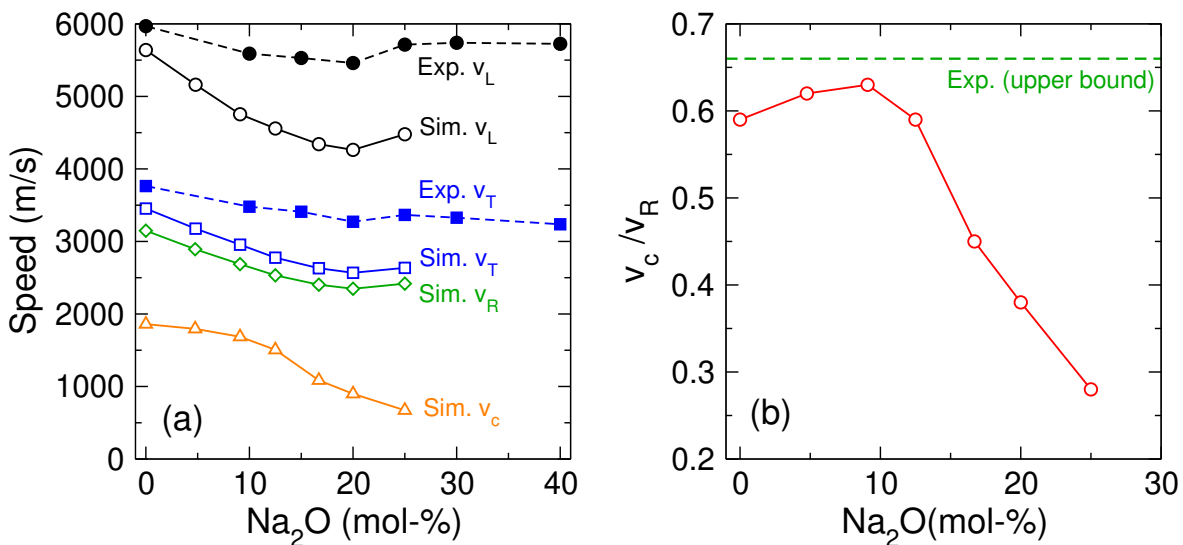 6000
5000
4000
3000
2000
1000
0
Speed (m/s)
Exp. v_L
Sim. v_L
Exp. v_T
Sim. v_T
Sim. v_R
Sim. v_c
(a)
0 10 20 30 40
Na₂O (mol-%)
0.7
0.6
0.5
0.4
0.3
0.2
v_c/v_R
Exp. (upper bound)
(b)
0 10 20 30
Na₂O(mol-%)